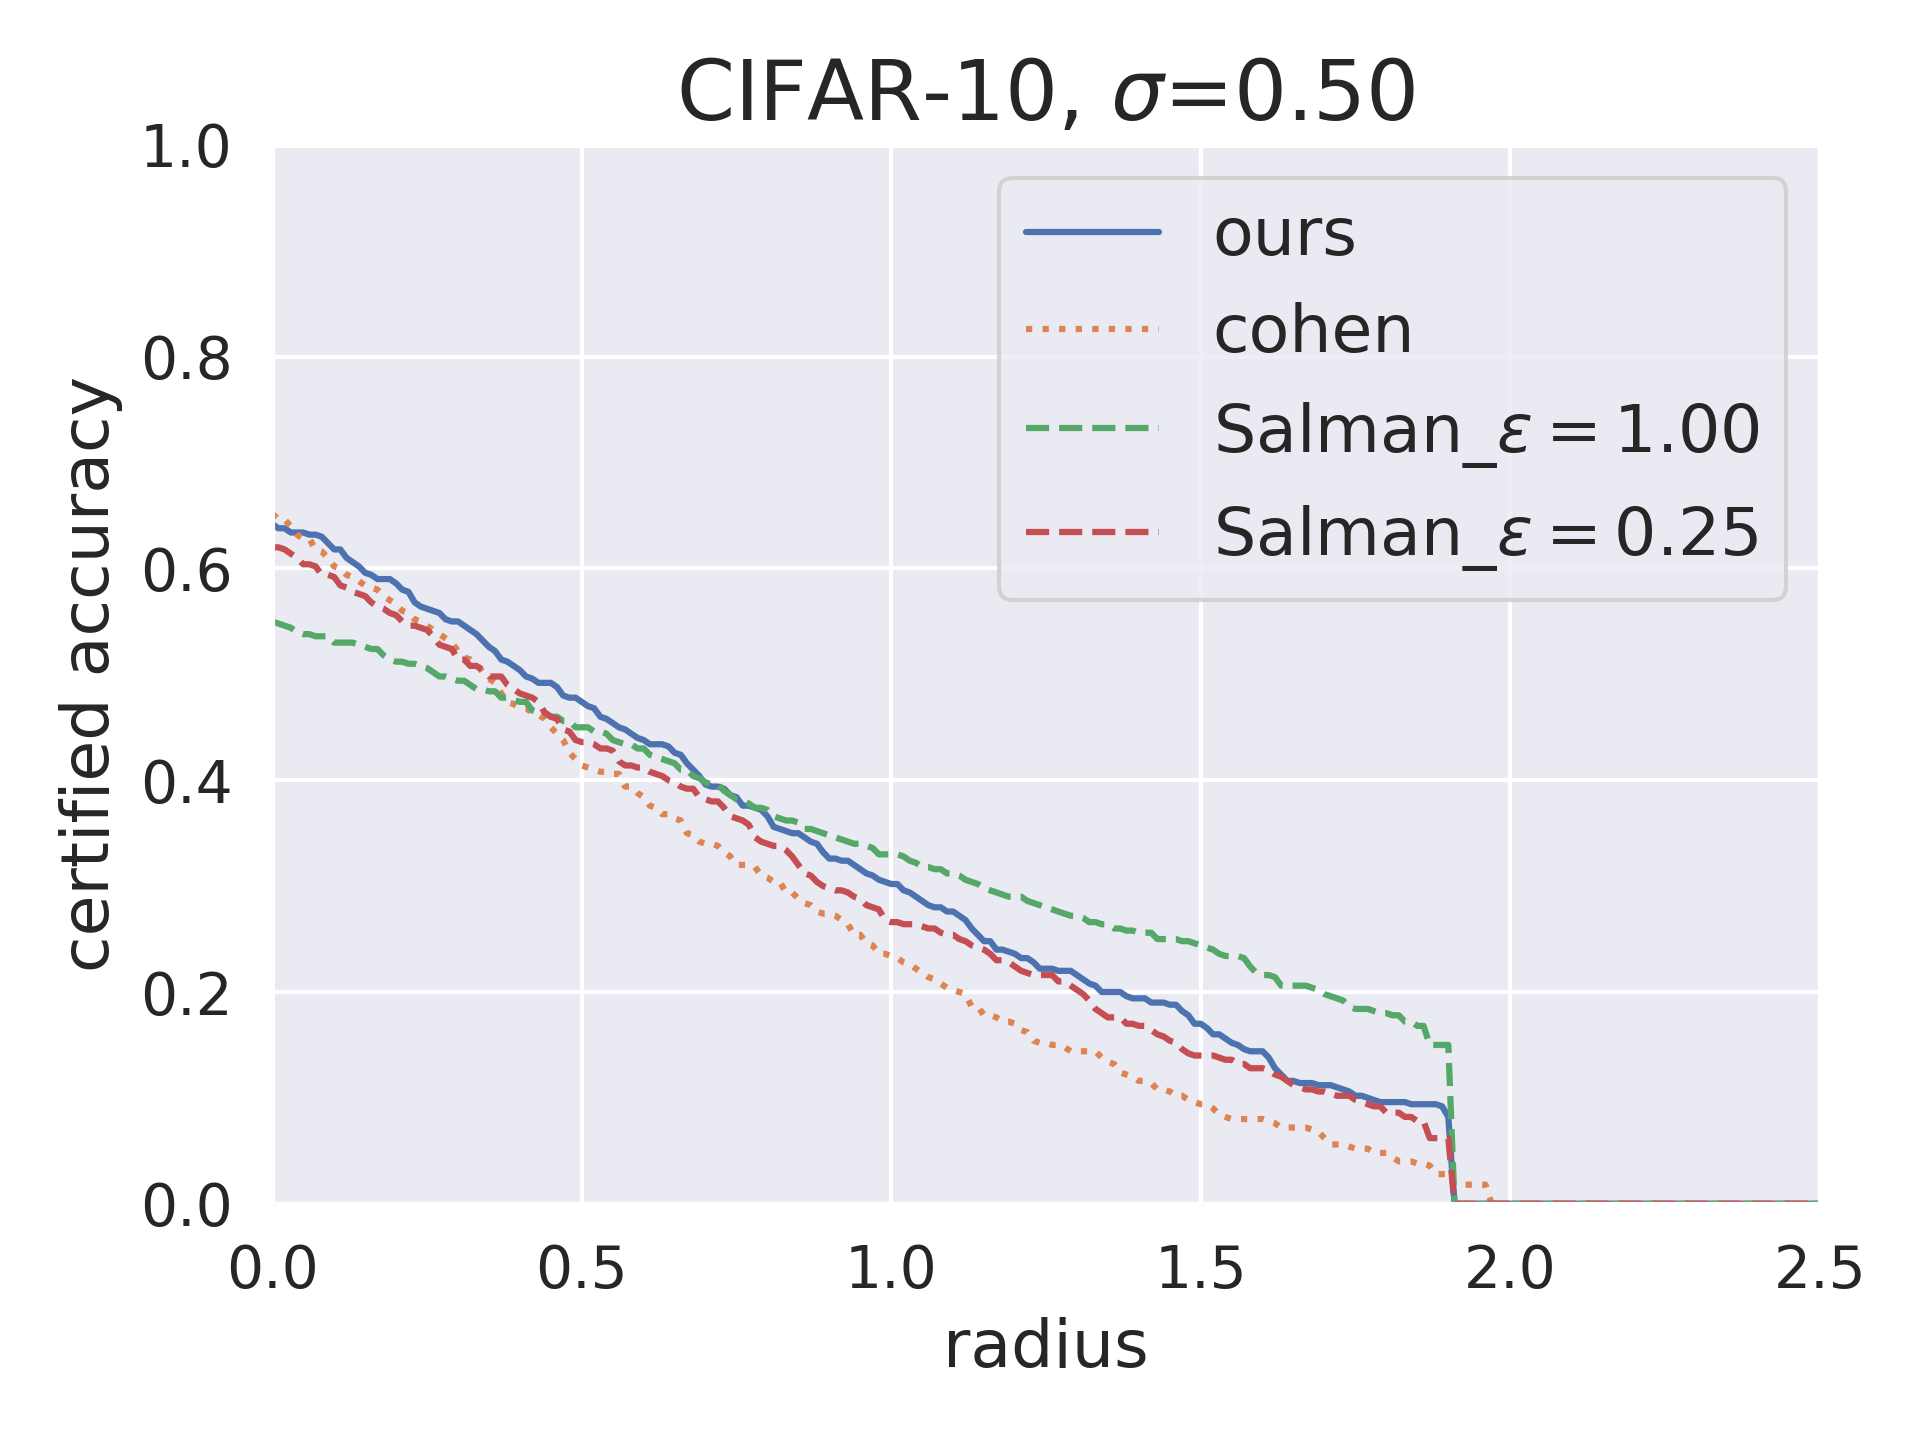 CIFAR-10, σ=0.50
1.0
0.8
0.6
0.4
0.2
0.0
certified accuracy
ours
cohen
Salman_ε = 1.00
Salman_ε = 0.25
0.0 0.5 1.0 1.5 2.0 2.5
radius